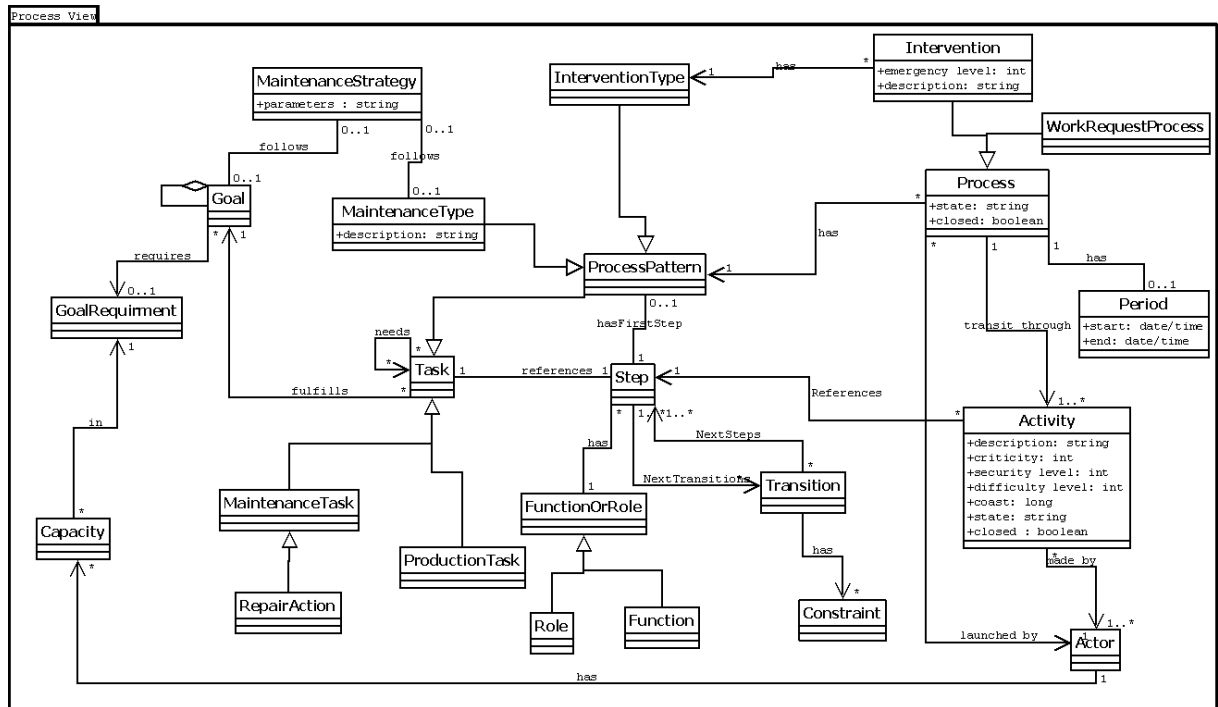 Process View
Intervention
+emergency level: int
+description: string
InterventionType
1
has
*
MaintenanceStrategy
+parameters : string
0..1
0..1
follows
follows
0..1
0..1
WorkRequestProcess
Process
+state: string
+closed: boolean
*
*
1
1
has
has
0..1
Goal
*
1
MaintenanceType
+description: string
ProcessPattern
1
0..1
requires
0..1
GoalRequirment
1
Period
+start: date/time
+end: date/time
hasFirstStep
transit through
needs
*
*
Task
1
references
1
1
Step
1
References
fulfills
*
*
1..*
1..*
1..*
*
Activity
+description: string
+criticity: int
+security level: int
+difficulty level: int
+coast: long
+state: string
+closed : boolean
in
has
NextSteps
*
NextTransitions
*
Transition
1
MaintenanceTask
FunctionOrRole
*
Capacity
*
ProductionTask
has
*
Constraint
*
made by
RepairAction
Role
Function
1..*
launched by
1
Actor
has
1